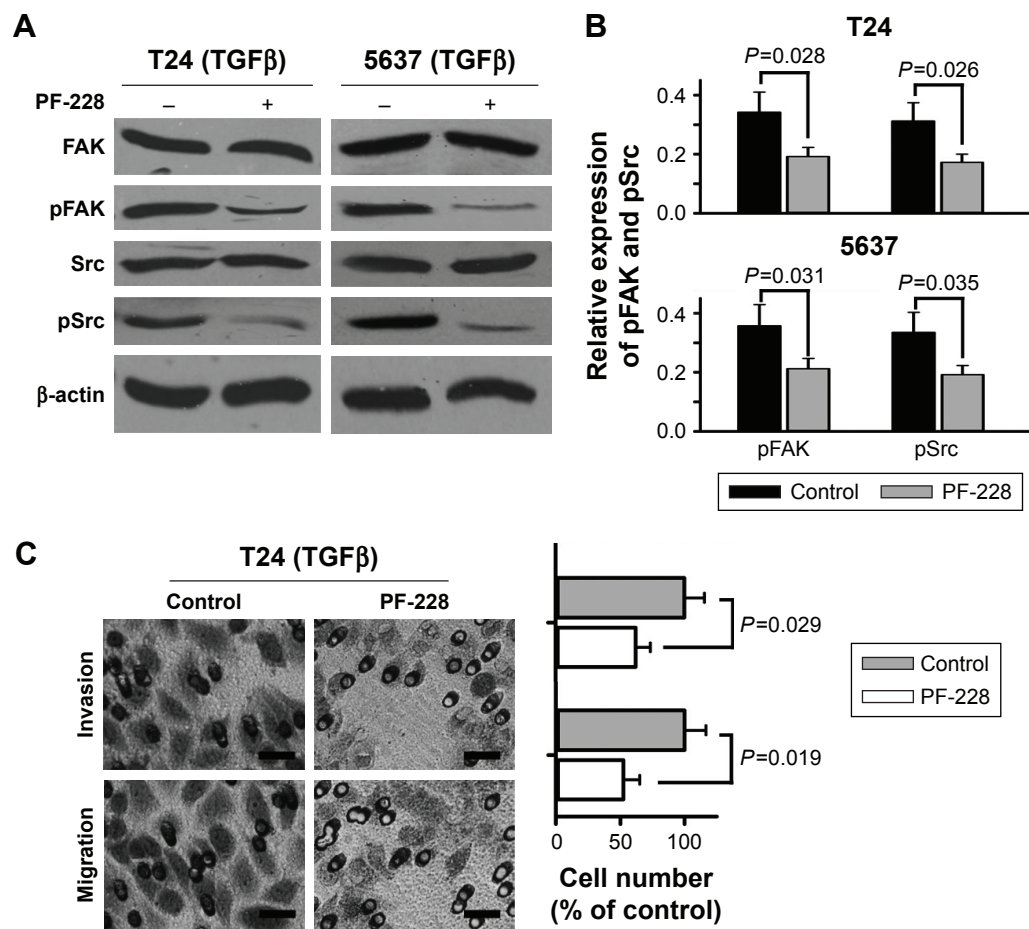 A
T24 (TGFβ)
5637 (TGFβ)
PF-228
– + – +
FAK
pFAK
Src
pSrc
β-actin
B
T24
P=0.028
P=0.026
0.4
0.2
0.0
5637
P=0.031
P=0.035
0.4
0.2
0.0
Relative expression
of pFAK and pSrc
pFAK pSrc
Control PF-228
C
T24 (TGFβ)
Control PF-228
Invasion
Migration
P=0.029
P=0.019
0 50 100
Cell number
(% of control)
Control
PF-228